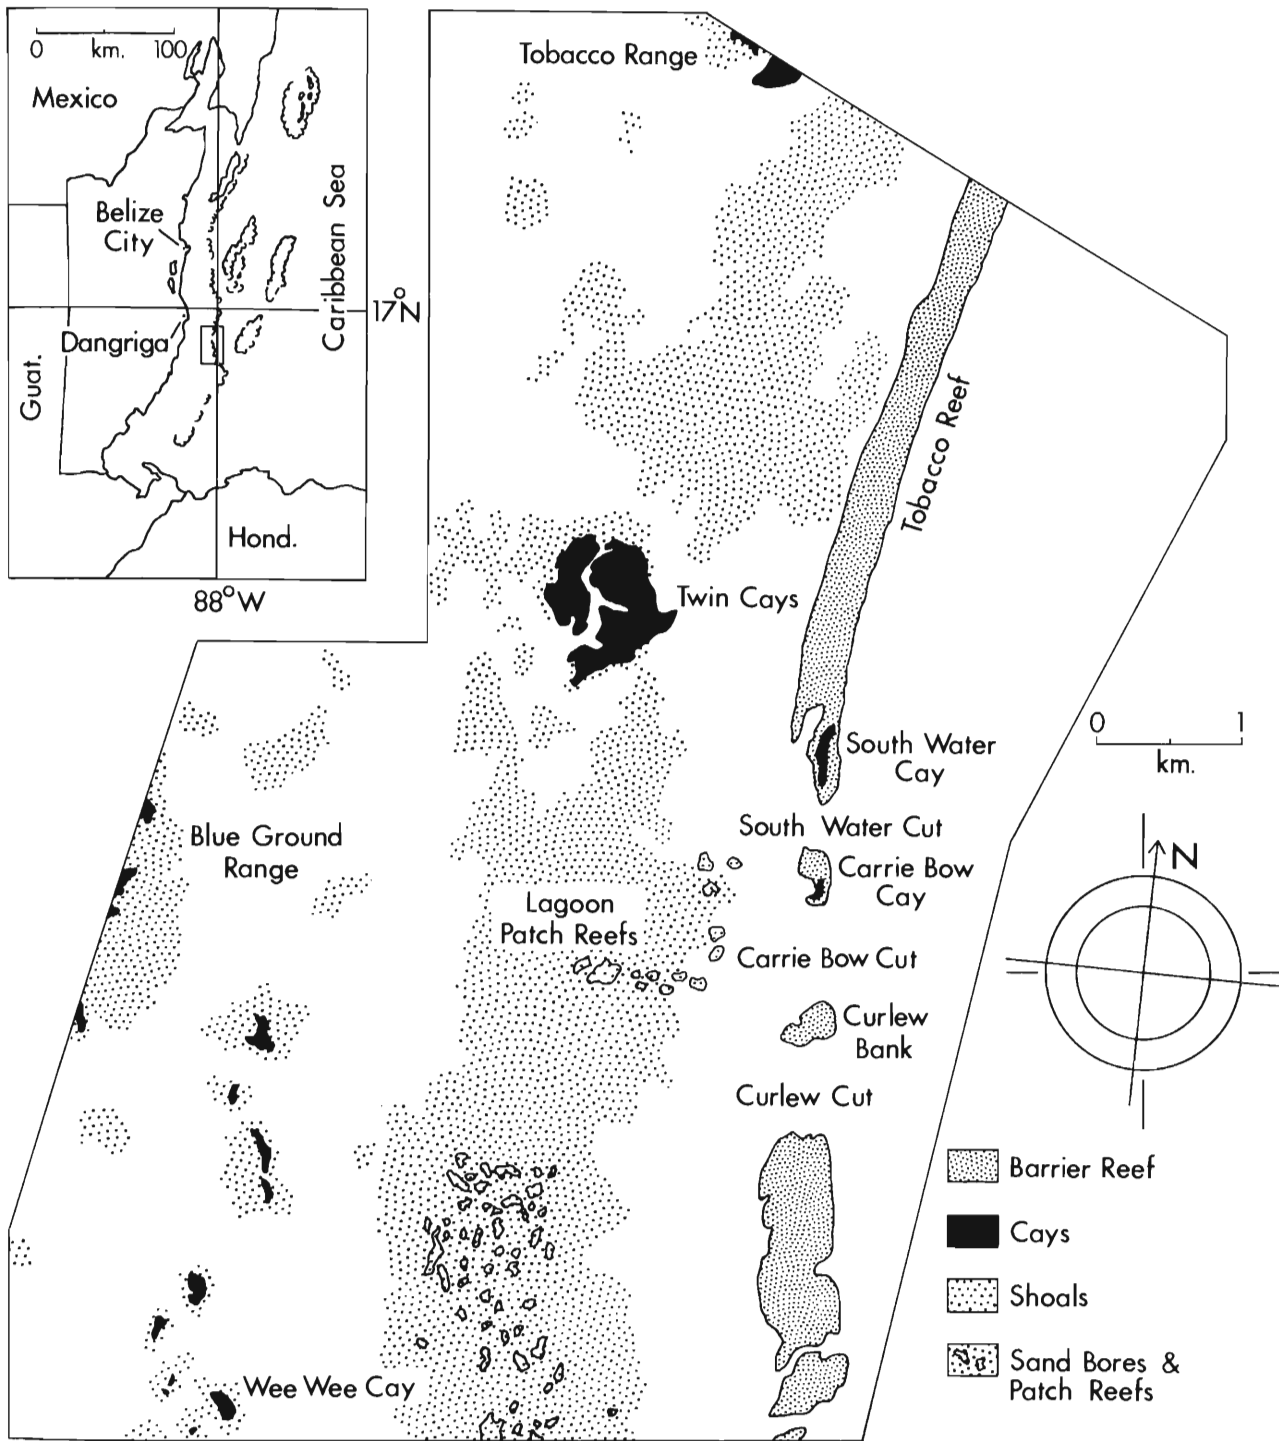 0 km. 100
Mexico
Belize
City
Caribbean Sea
17°N
Dangriga
Guat.
Hond.
88°W
Tobacco Range
Tobacco Reef
Twin Cays
South Water
Cay
0 1
km.
South Water Cut
Blue Ground
Range
Carrie Bow
Cay
N
Lagoon
Patch Reefs
Carrie Bow Cut
Curlew
Bank
Curlew Cut
Barrier Reef
Cays
Shoals
Sand Bores &
Patch Reefs
Wee Wee Cay